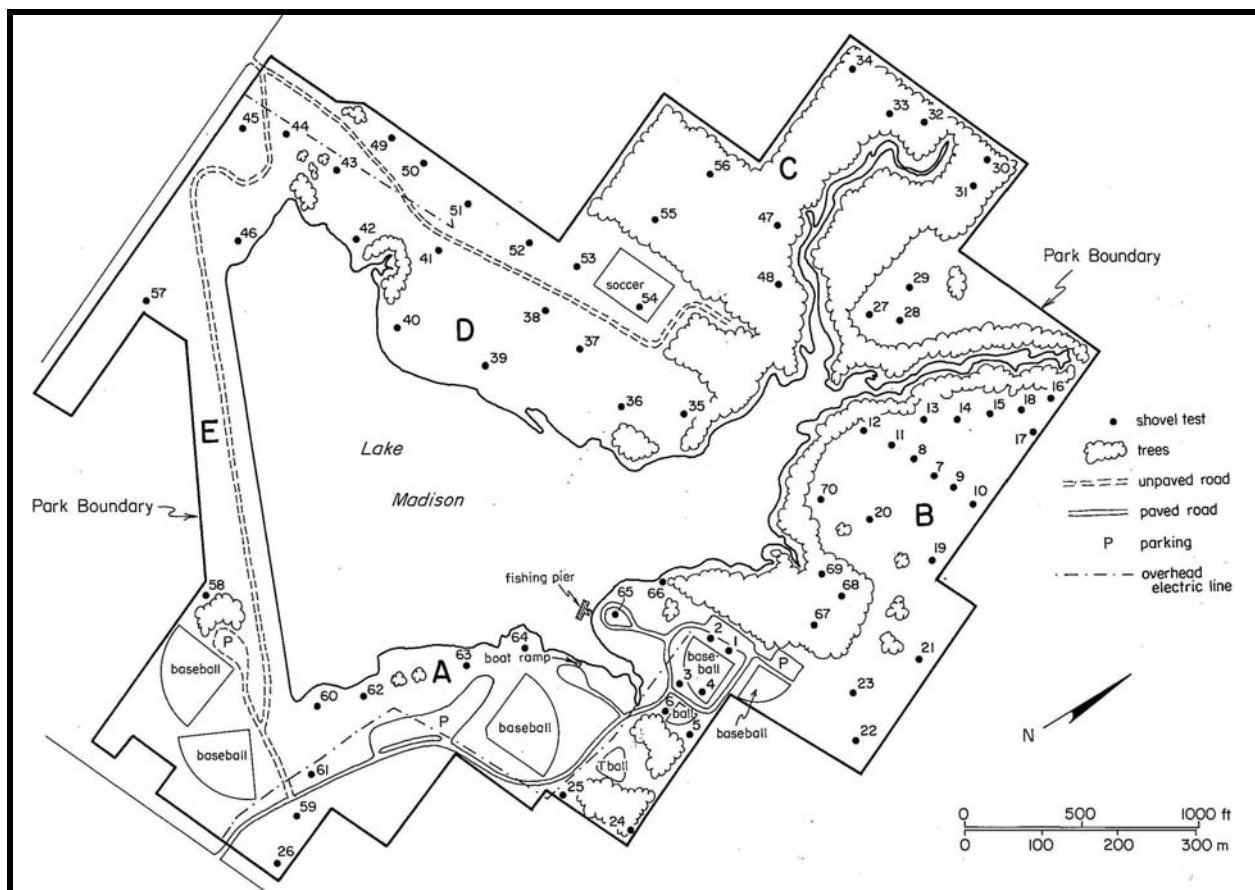 34
33
32
45
44
49
50
43
56
C
30
31
51
55
47
42
46
41
52
53
48
Park Boundary
57
soccer
54
29
38
27
28
40
D
37
39
36
35
16
18
15
14
13
12
17
shovel test
E
Lake
11
8
trees
7
9
unpaved road
Park Boundary
Madison
70
20
B
10
paved road
P
parking
19
overhead
electric line
58
fishing pier
69
68
66
65
67
P
2
1
baseball
64
boat ramp
63
A
base-
ball
P
21
3
4
23
60
62
6
ball
5
baseball
22
baseball
P
baseball
T ball
N
61
25
59
24
26
0 500 1000 ft
0 100 200 300 m